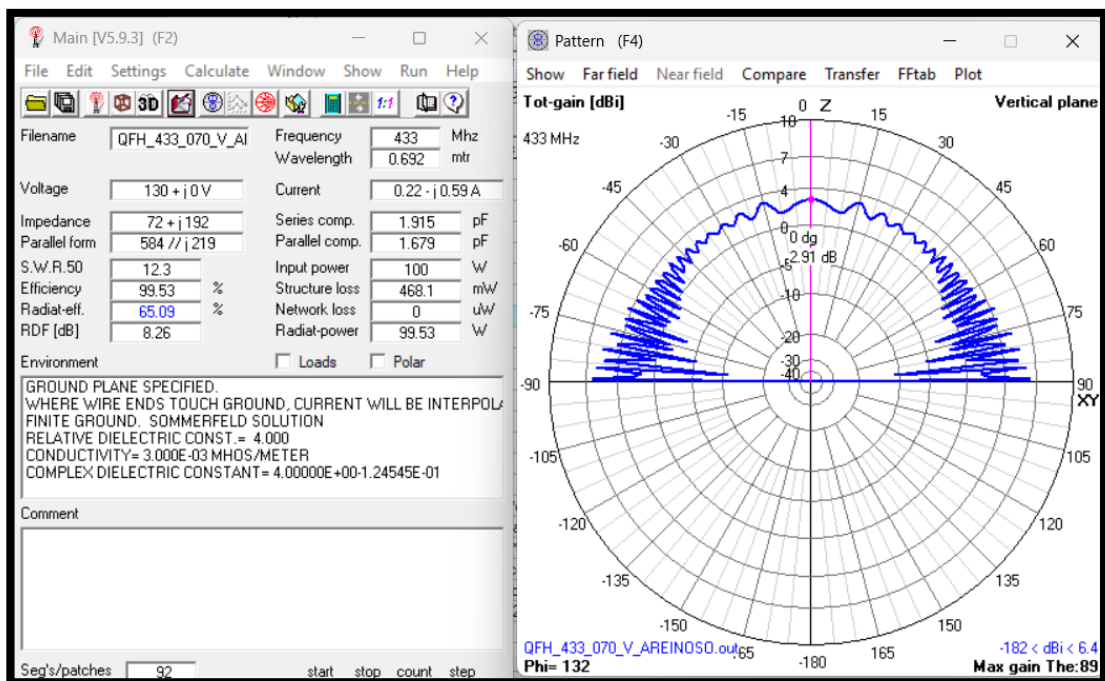 Main [V5.9.3] (F2)
File Edit Settings Calculate Window Show Run Help
3D 1:1
Filename QFH_433_070_V_AI Frequency 433 Mhz
Wavelength 0.692 mtr
Voltage 130 + j 0 V Current 0.22 - j 0.59 A
Impedance 72 + j 192 Series comp. 1.915 pF
Parallel form 584 // j 219 Parallel comp. 1.679 pF
S.W.R.50 12.3 Input power 100 W
Efficiency 99.53 % Structure loss 468.1 mW
Radiat-eff. 65.09 % Network loss 0 uW
RDF [dB] 8.26 Radiat-power 99.53 W
Environment Loads Polar
GROUND PLANE SPECIFIED.
WHERE WIRE ENDS TOUCH GROUND, CURRENT WILL BE INTERPOLA
FINITE GROUND. SOMMERFELD SOLUTION
RELATIVE DIELECTRIC CONST.= 4.000
CONDUCTIVITY= 3.000E-03 MHOS/METER
COMPLEX DIELECTRIC CONSTANT= 4.00000E+00-1.24545E-01
Comment
Seg's/patches 92 start stop count step
Pattern (F4)
Show Far field Near field Compare Transfer FFtab Plot
Tot-gain [dBi] 0 Z Vertical plane
-15 15
10
433 MHz -30 30
7
-45 4 45
0
0 dg
-60 2.91 dB 60
-5
-10
-75 75
-20
-30
-40
-90 90
XY
-105 105
-120 120
-135 135
-150 150
QFH_433_070_V_AREINOSO.out 65 165 -182 < dBi < 6.4
Phi= 132 -180 Max gain The:89